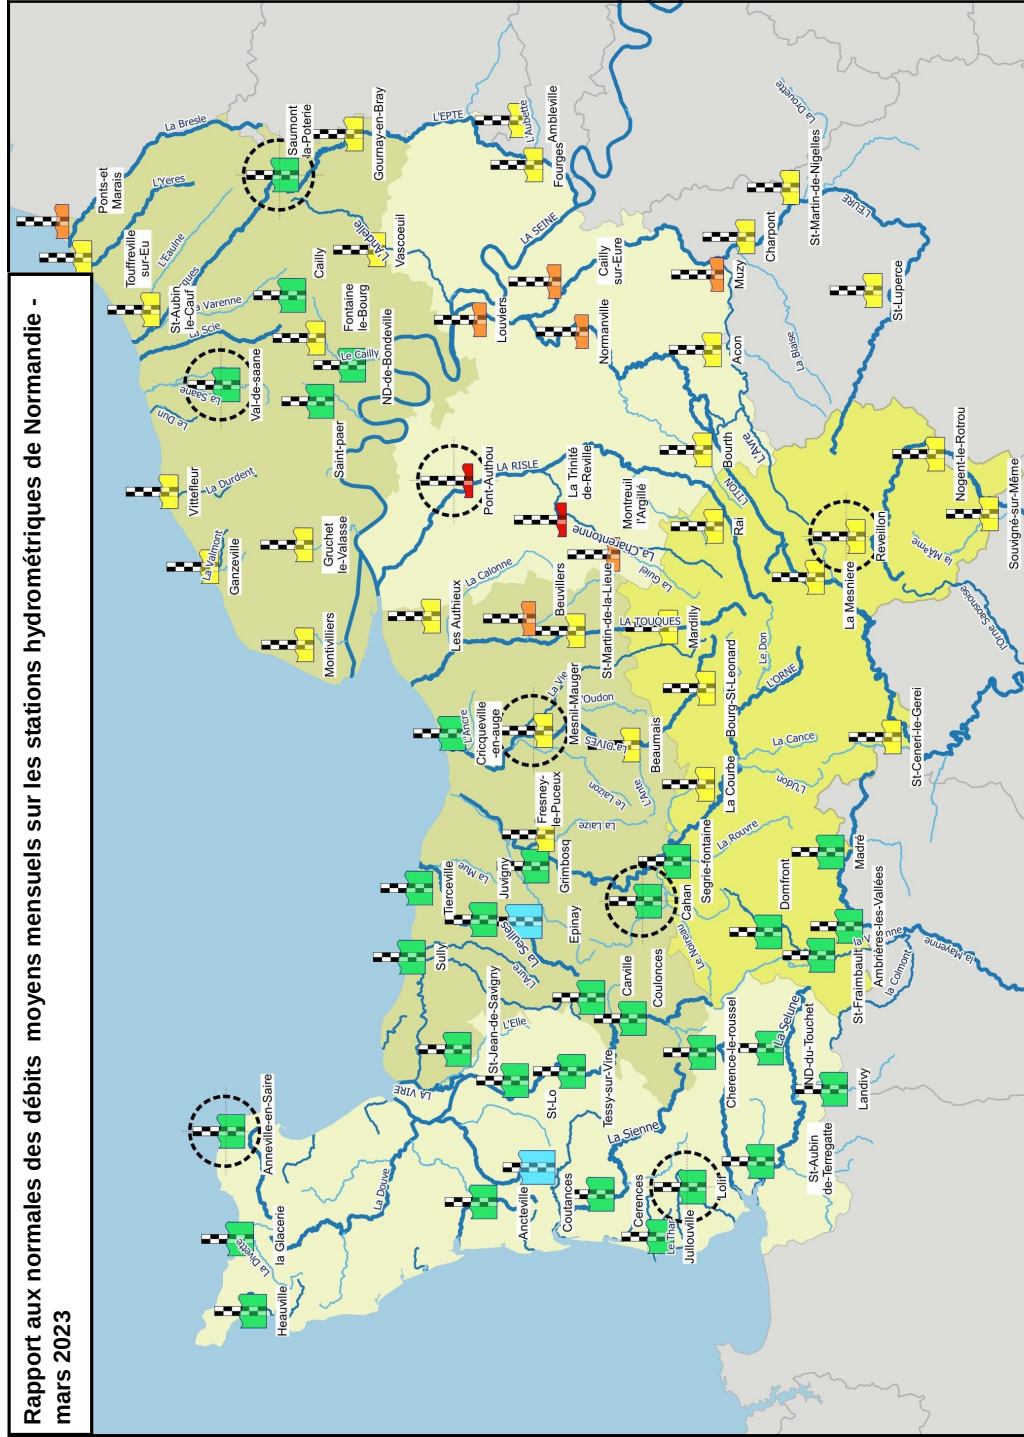 Rapport aux normales des débits moyens mensuels sur les stations hydrométriques de Normandie -
mars 2023
Ponts-et
Marais
La Bresle
L'Yeres
Touffreville
sur-Eu
L'Eaulne
St-Aubin
le-Cauf
Varenne
La Scie
Saumont
la-Poterie
Gournay-en-Bray
L'EPTE
L'Aubette
Ambleville
Fourges
Cailly
L'Andelle
Vascoeuil
Fontaine
le-Bourg
Le Cailly
ND-de-Bondeville
Val-de-saane
La Saane
Le Dun
Saint-paer
Vittefleur
La Durdent
La Valmont
Ganzeville
Gruchet
le-Valasse
Montivilliers
LA SEINE
Cailly
sur-Eure
Louviers
Normanville
Muzy
Charpont
St-Martin-de-Nigelles
La Drouette
L'EURE
St-Luperce
La Blaise
Acon
L'Avre
Bourth
L'ITON
Pont-Authou
LA RISLE
La Trinité
de-Reville
La Charentonne
Montreuil
l'Argillé
La Guiel
Rai
La Calonne
Les Authieux
Beuvillers
St-Martin-de-la-Lieue
LA TOUQUES
Mardilly
Nogent-le-Rotrou
Souvigné-sur-Même
Reveillon
La Mesniere
l'Orne Saosnoise
Cricqueville
-en-auge
L'Ancre
La Vie
Mesnil-Mauger
L'Oudon
La DIVES
Beaumais
L'Ante
Le Laizon
Bourg-St-Leonard
Le Don
L'ORNE
La Courbe
La Cance
L'Udon
St-Ceneri-le-Gerei
Fresney-
le-Puceux
La Laize
Grimbosq
Segrie-fontaine
La Rouvre
Madré
Tierceville
La Mue
Juvigny
La Seulles
Epinay
Cahan
Le Noireau
Domfront
Ambrières-les-Vallées
la Mayenne
la Colmont
St-Fraimbault
Sully
L'Aure
Carville
Coulonces
St-Jean-de-Savigny
L'Elle
St-Lo
Tessy-sur-Vire
LA VIRE
Cherence-le-roussel
La Selune
ND-du-Touchet
Landivy
Anneville-en-Saire
La Douve
La Sienne
St-Aubin
de-Terregatte
Ancteville
Coutances
Cerences
Lolif
Le Thar
Jullouville
la Glacerie
La Divette
Heauville